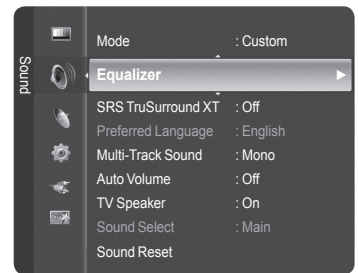 Sound
Mode : Custom
Equalizer
SRS TruSurround XT : Off
Preferred Language : English
Multi-Track Sound : Mono
Auto Volume : Off
TV Speaker : On
Sound Select : Main
Sound Reset